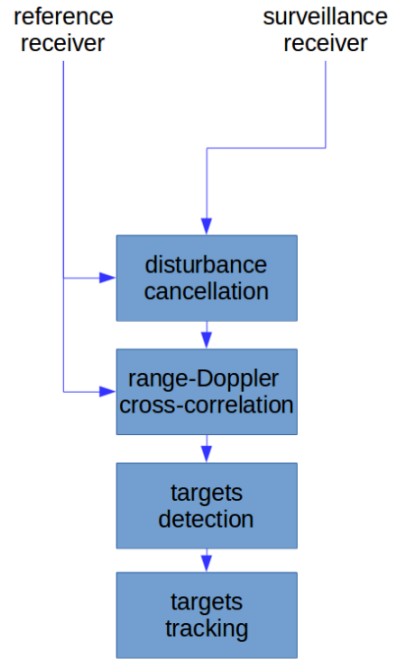 reference
receiver
surveillance
receiver
disturbance
cancellation
range-Doppler
cross-correlation
targets
detection
targets
tracking